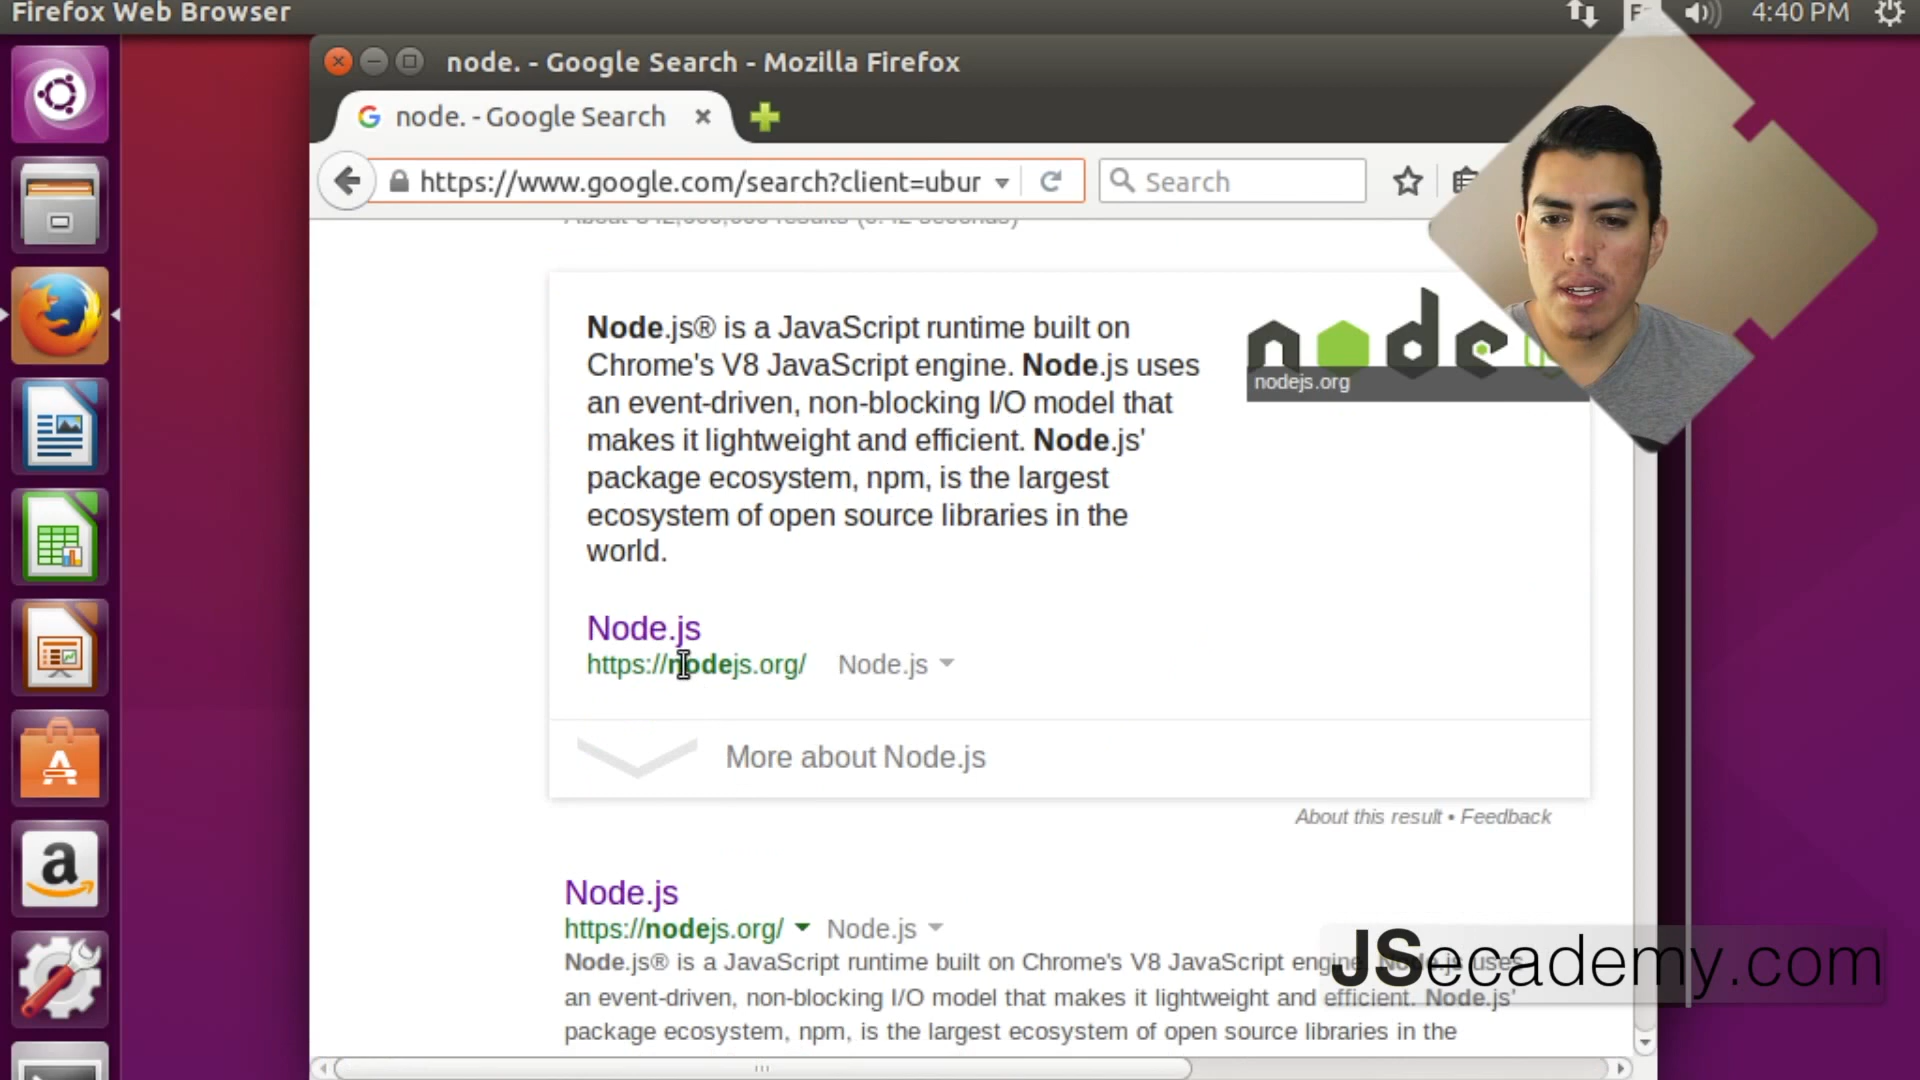 Firefox Web Browser
4:40 PM
node. - Google Search - Mozilla Firefox
node. - Google Search
https://www.google.com/search?client=ubur
Search
Node.js® is a JavaScript runtime built on
Chrome's V8 JavaScript engine. Node.js uses
an event-driven, non-blocking I/O model that
makes it lightweight and efficient. Node.js'
package ecosystem, npm, is the largest
ecosystem of open source libraries in the
world.
node
nodejs.org
Node.js
https://nodejs.org/ Node.js
More about Node.js
About this result • Feedback
Node.js
https://nodejs.org/ Node.js
Node.js® is a JavaScript runtime built on Chrome's V8 JavaScript engine. Node.js uses
an event-driven, non-blocking I/O model that makes it lightweight and efficient. Node.js'
package ecosystem, npm, is the largest ecosystem of open source libraries in the
JSecademy.com